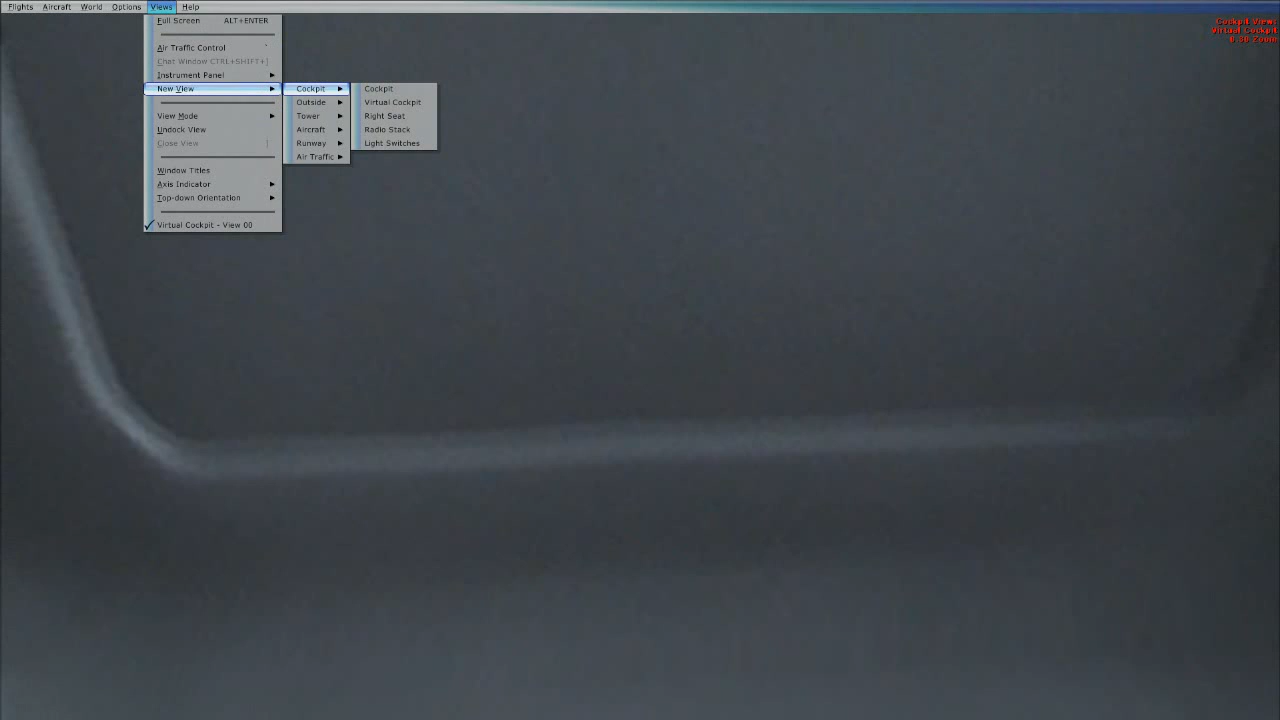 Flights Aircraft World Options Views Help
Full Screen ALT+ENTER
Air Traffic Control `
Chat Window CTRL+SHIFT+]
Instrument Panel
New View
View Mode
Undock View
Close View ]
Window Titles
Axis Indicator
Top-down Orientation
Virtual Cockpit - View 00
Cockpit
Outside
Tower
Aircraft
Runway
Air Traffic
Cockpit
Virtual Cockpit
Right Seat
Radio Stack
Light Switches
Cockpit View:
Virtual Cockpit
0.30 Zoom